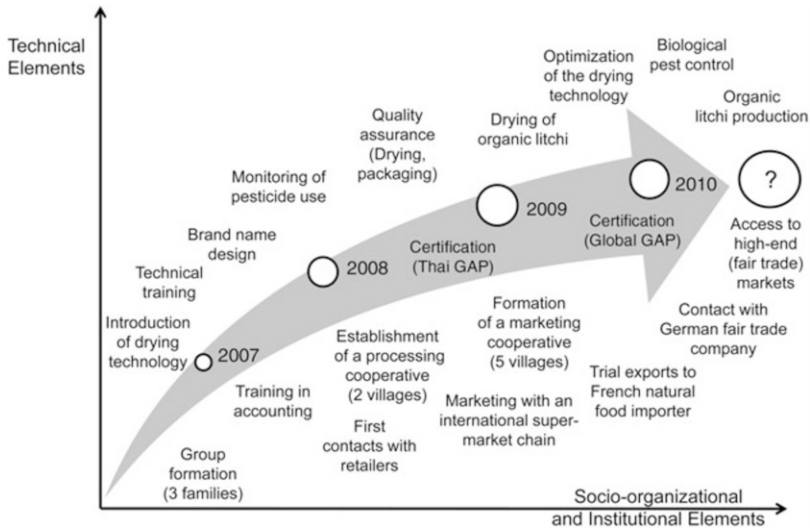 Technical
Elements
Optimization
of the drying
technology
Biological
pest control
Organic
litchi production
Quality
assurance
(Drying,
packaging)
Drying of
organic litchi
Monitoring of
pesticide use
Brand name
design
Technical
training
Introduction
of drying
technology
2007
2008
2009
2010
?
Certification
(Thai GAP)
Certification
(Global GAP)
Access to
high-end
(fair trade)
markets
Group
formation
(3 families)
Training in
accounting
Establishment
of a processing
cooperative
(2 villages)
First
contacts with
retailers
Formation
of a marketing
cooperative
(5 villages)
Marketing with an
international super-
market chain
Trial exports to
French natural
food importer
Contact with
German fair trade
company
Socio-organizational
and Institutional Elements